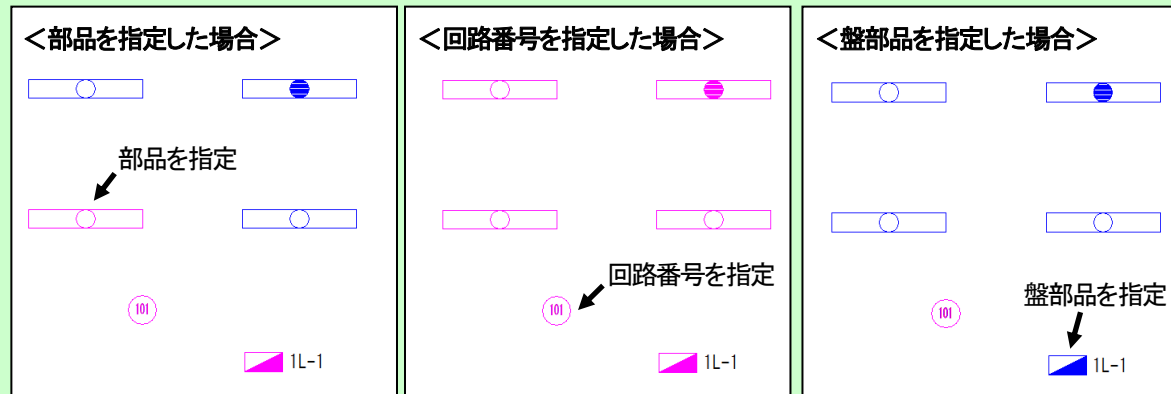 ＜部品を指定した場合＞
部品を指定
101
1L-1
＜回路番号を指定した場合＞
回路番号を指定
101
1L-1
＜盤部品を指定した場合＞
盤部品を指定
101
1L-1